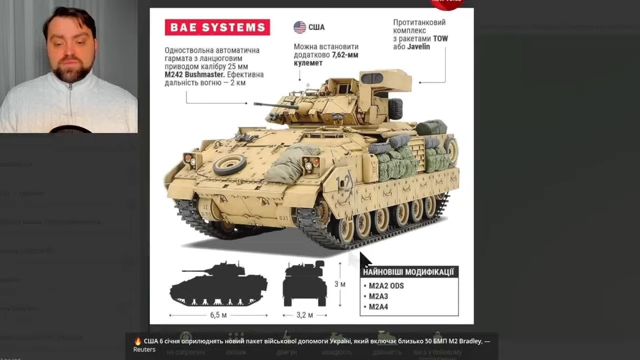 BAE SYSTEMS
США
Одноствольна автоматична
гармата з ланцюговим
приводом калібру 25 мм
M242 Bushmaster. Ефективна
дальність вогню — 2 км
Можна встановити
додатково 7,62-мм
кулемет
Протитанковий
комплекс
з ракетами TOW
або Javelin
3 м
6,5 м
3,2 м
НАЙНОВІШІ МОДИФІКАЦІЇ
• M2A2 ODS
• M2A3
• M2A4
🔥 США 6 січня оприлюднять новий пакет військової допомоги Україні, який включає близько 50 БМП M2 Bradley, —
Reuters